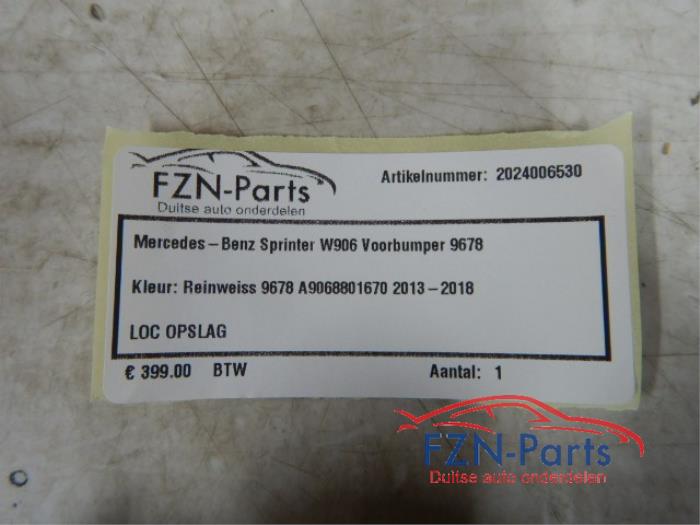 FZN-Parts
Duitse auto onderdelen
Artikelnummer: 2024006530
Mercedes-Benz Sprinter W906 Voorbumper 9678
Kleur: Reinweiss 9678 A9068801670 2013-2018
LOC OPSLAG
€ 399.00 BTW Aantal: 1
FZN-Parts
Duitse auto onderdelen